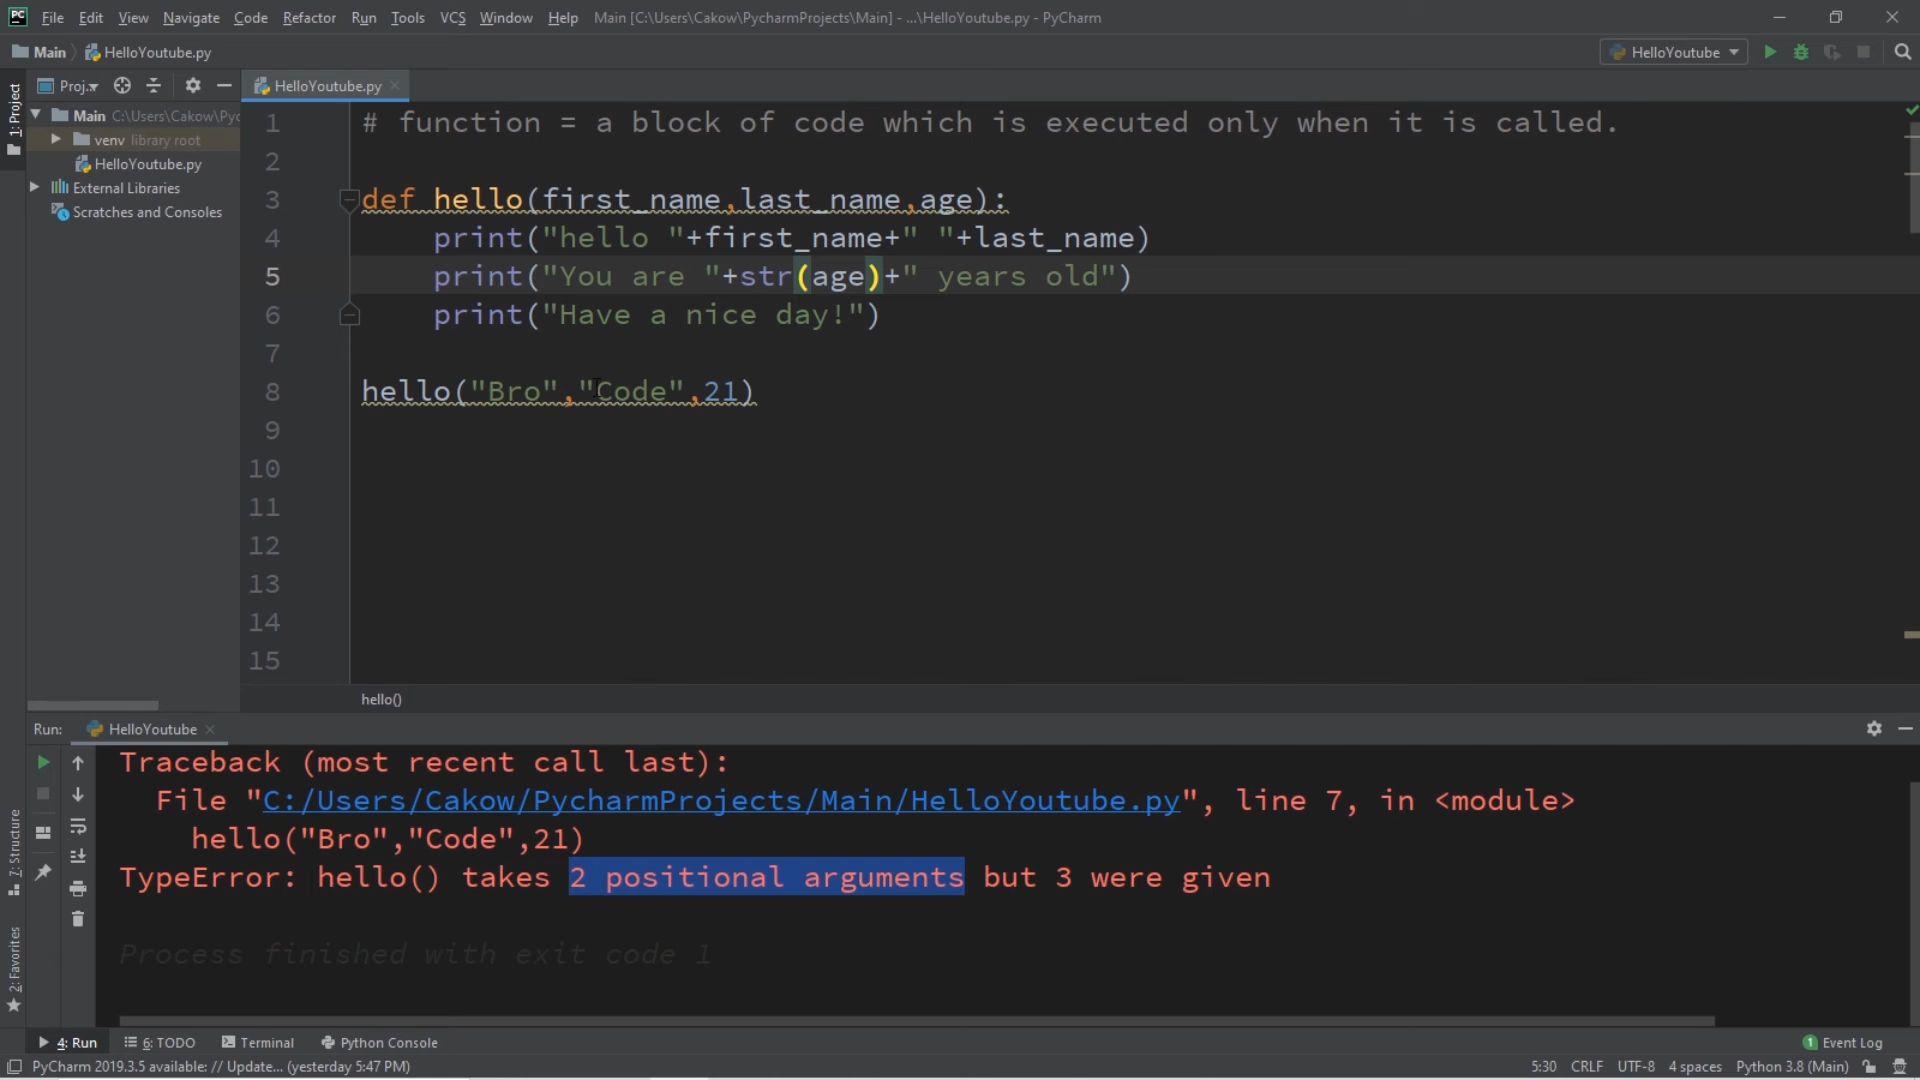 PC File Edit View Navigate Code Refactor Run Tools VCS Window Help Main [C:\Users\Cakow\PycharmProjects\Main] - ...\HelloYoutube.py - PyCharm
Main HelloYoutube.py HelloYoutube
Proj... HelloYoutube.py
1: Project
Main C:\Users\Cakow\Pyc
venv library root
HelloYoutube.py
External Libraries
Scratches and Consoles
1 # function = a block of code which is executed only when it is called.
2
3 def hello(first_name,last_name,age):
4 print("hello "+first_name+" "+last_name)
5 print("You are "+str(age)+" years old")
6 print("Have a nice day!")
7
8 hello("Bro","Code",21)
9
10
11
12
13
14
15
hello()
Run: HelloYoutube
Traceback (most recent call last):
File "C:/Users/Cakow/PycharmProjects/Main/HelloYoutube.py", line 7, in <module>
hello("Bro","Code",21)
TypeError: hello() takes 2 positional arguments but 3 were given
Process finished with exit code 1
7: Structure
2: Favorites
4: Run 6: TODO Terminal Python Console 1 Event Log
PyCharm 2019.3.5 available: // Update... (yesterday 5:47 PM) 5:30 CRLF UTF-8 4 spaces Python 3.8 (Main)